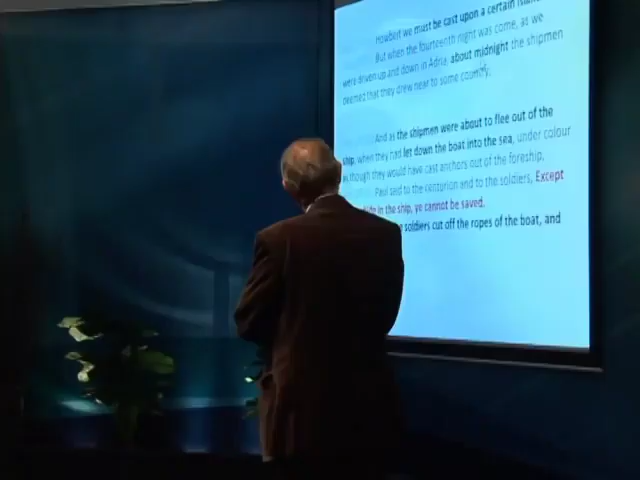 Howbeit we must be cast upon a certain island
But when the fourteenth night was come, as we
were driven up and down in Adria, about midnight the shipmen
deemed that they drew near to some country;
And as the shipmen were about to flee out of the
ship, when they had let down the boat into the sea, under colour
as though they would have cast anchors out of the foreship,
Paul said to the centurion and to the soldiers, Except
in the ship, ye cannot be saved.
soldiers cut off the ropes of the boat, and